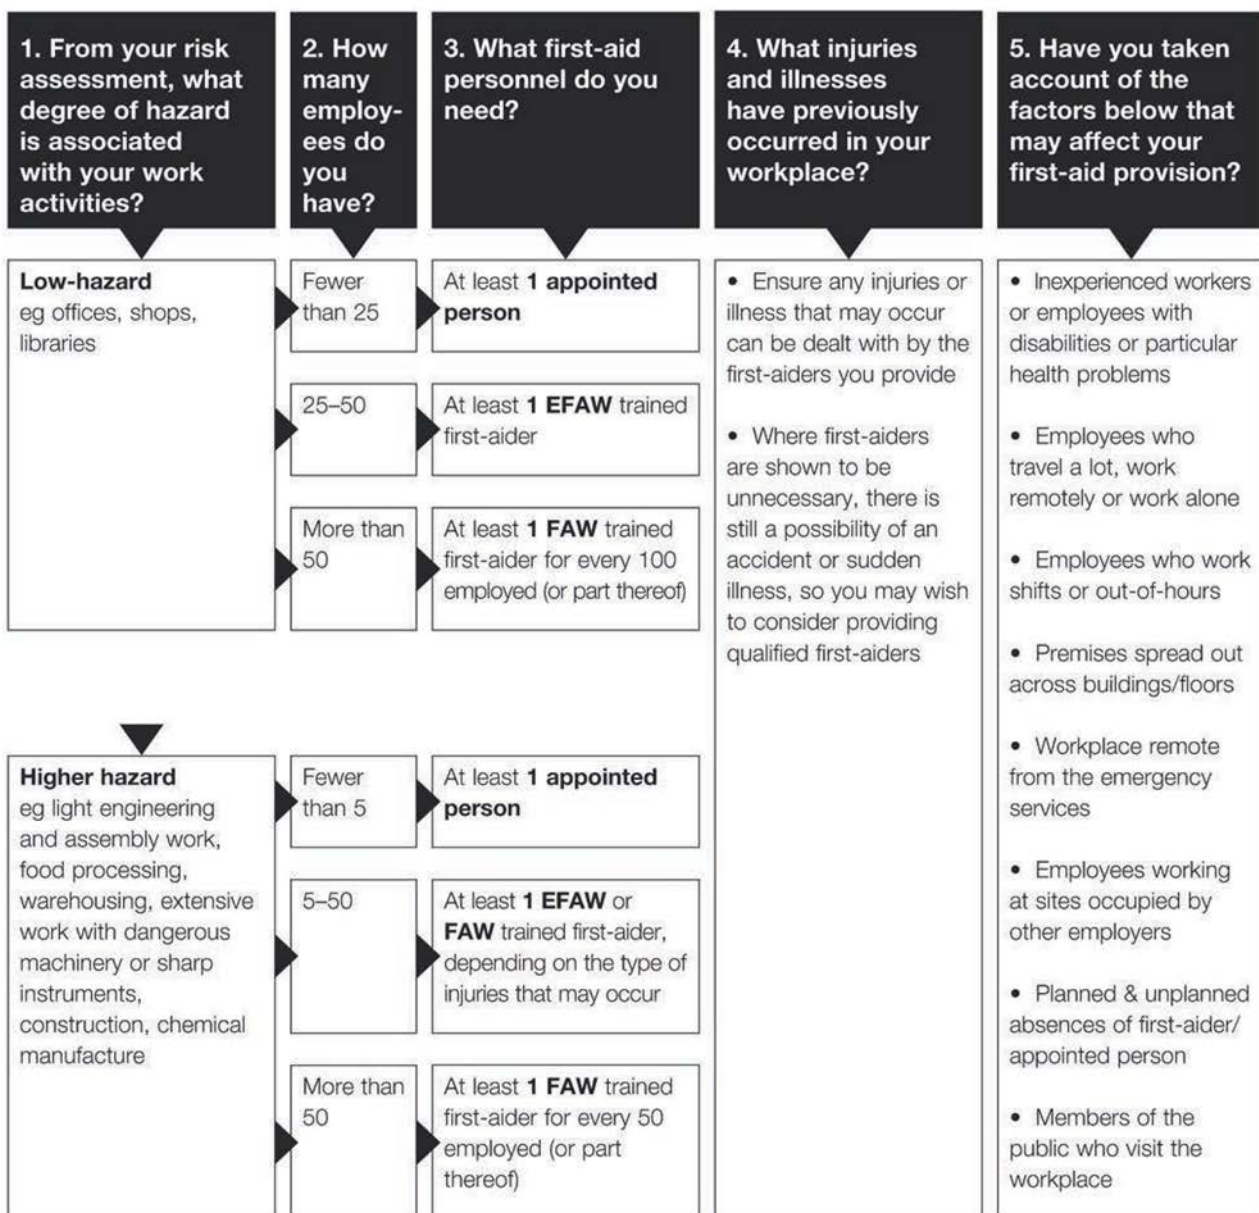 1. From your risk
assessment, what
degree of hazard
is associated
with your work
activities?
2. How
many
employ-
ees do
you
have?
3. What first-aid
personnel do you
need?
4. What injuries
and illnesses
have previously
occurred in your
workplace?
5. Have you taken
account of the
factors below that
may affect your
first-aid provision?
Low-hazard
eg offices, shops,
libraries
Fewer
than 25
At least 1 appointed
person
25–50
At least 1 EFAW trained
first-aider
More than
50
At least 1 FAW trained
first-aider for every 100
employed (or part thereof)
Higher hazard
eg light engineering
and assembly work,
food processing,
warehousing, extensive
work with dangerous
machinery or sharp
instruments,
construction, chemical
manufacture
Fewer
than 5
At least 1 appointed
person
5–50
At least 1 EFAW or
FAW trained first-aider,
depending on the type of
injuries that may occur
More than
50
At least 1 FAW trained
first-aider for every 50
employed (or part
thereof)
• Ensure any injuries or
illness that may occur
can be dealt with by the
first-aiders you provide
• Where first-aiders
are shown to be
unnecessary, there is
still a possibility of an
accident or sudden
illness, so you may wish
to consider providing
qualified first-aiders
• Inexperienced workers
or employees with
disabilities or particular
health problems
• Employees who
travel a lot, work
remotely or work alone
• Employees who work
shifts or out-of-hours
• Premises spread out
across buildings/floors
• Workplace remote
from the emergency
services
• Employees working
at sites occupied by
other employers
• Planned & unplanned
absences of first-aider/
appointed person
• Members of the
public who visit the
workplace